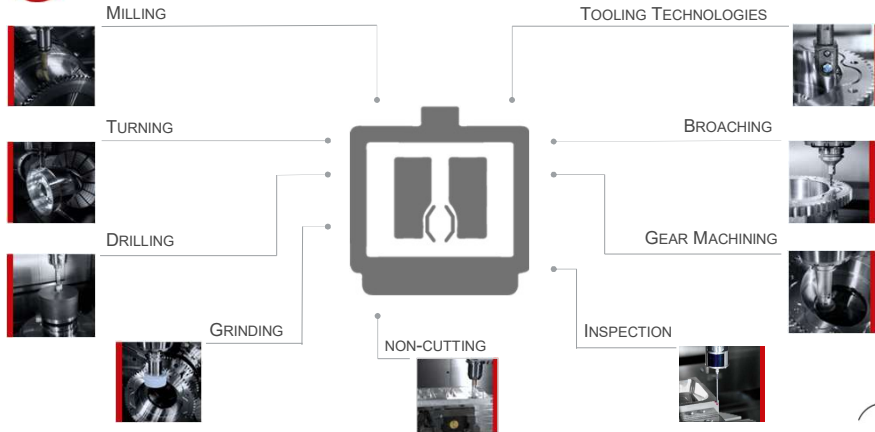 MILLING
TOOLING TECHNOLOGIES
TURNING
BROACHING
DRILLING
GEAR MACHINING
GRINDING
NON-CUTTING
INSPECTION